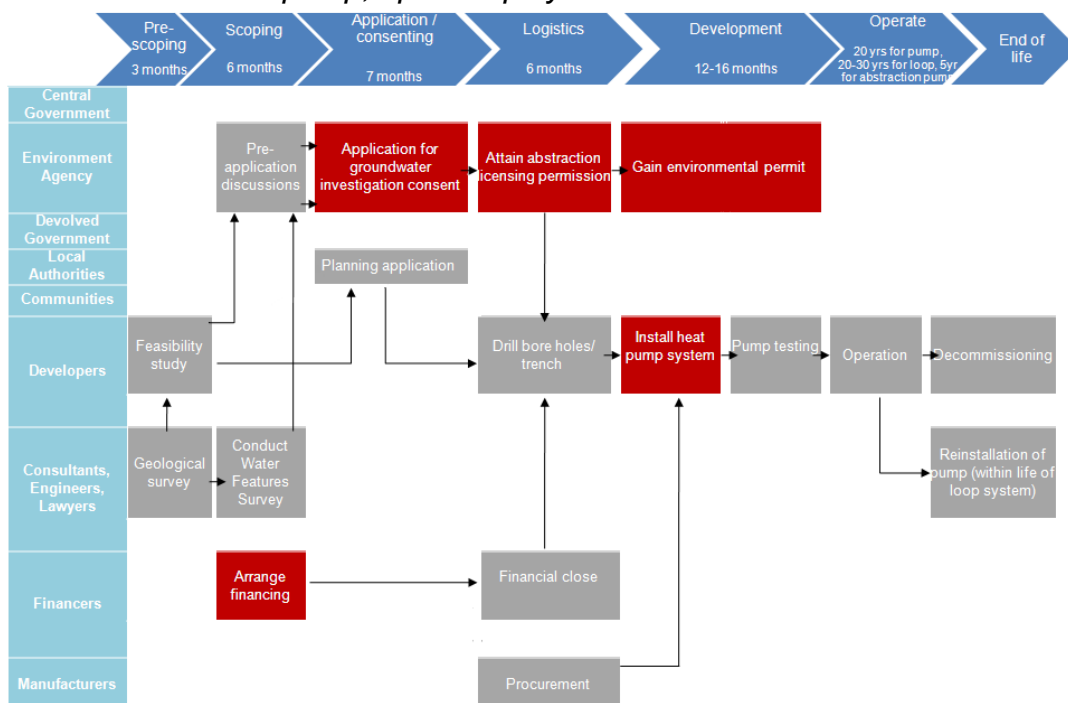 Pre-
scoping
3 months
Scoping
6 months
Application /
consenting
7 months
Logistics
6 months
Development
12-16 months
Operate
20 yrs for pump,
20-30 yrs for loop, 5yr
for abstraction pump
End of
life
Central
Government
Environment
Agency
Pre-
application
discussions
Application for
groundwater
investigation consent
Attain abstraction
licensing permission
Gain environmental permit
Devolved
Government
Local
Authorities
Planning application
Communities
Developers
Feasibility
study
Drill bore holes/
trench
Install heat
pump system
Pump testing
Operation
Decommissioning
Consultants,
Engineers,
Lawyers
Geological
survey
Conduct
Water
Features
Survey
Reinstallation of
pump (within life of
loop system)
Financers
Arrange
financing
Financial close
Manufacturers
Procurement